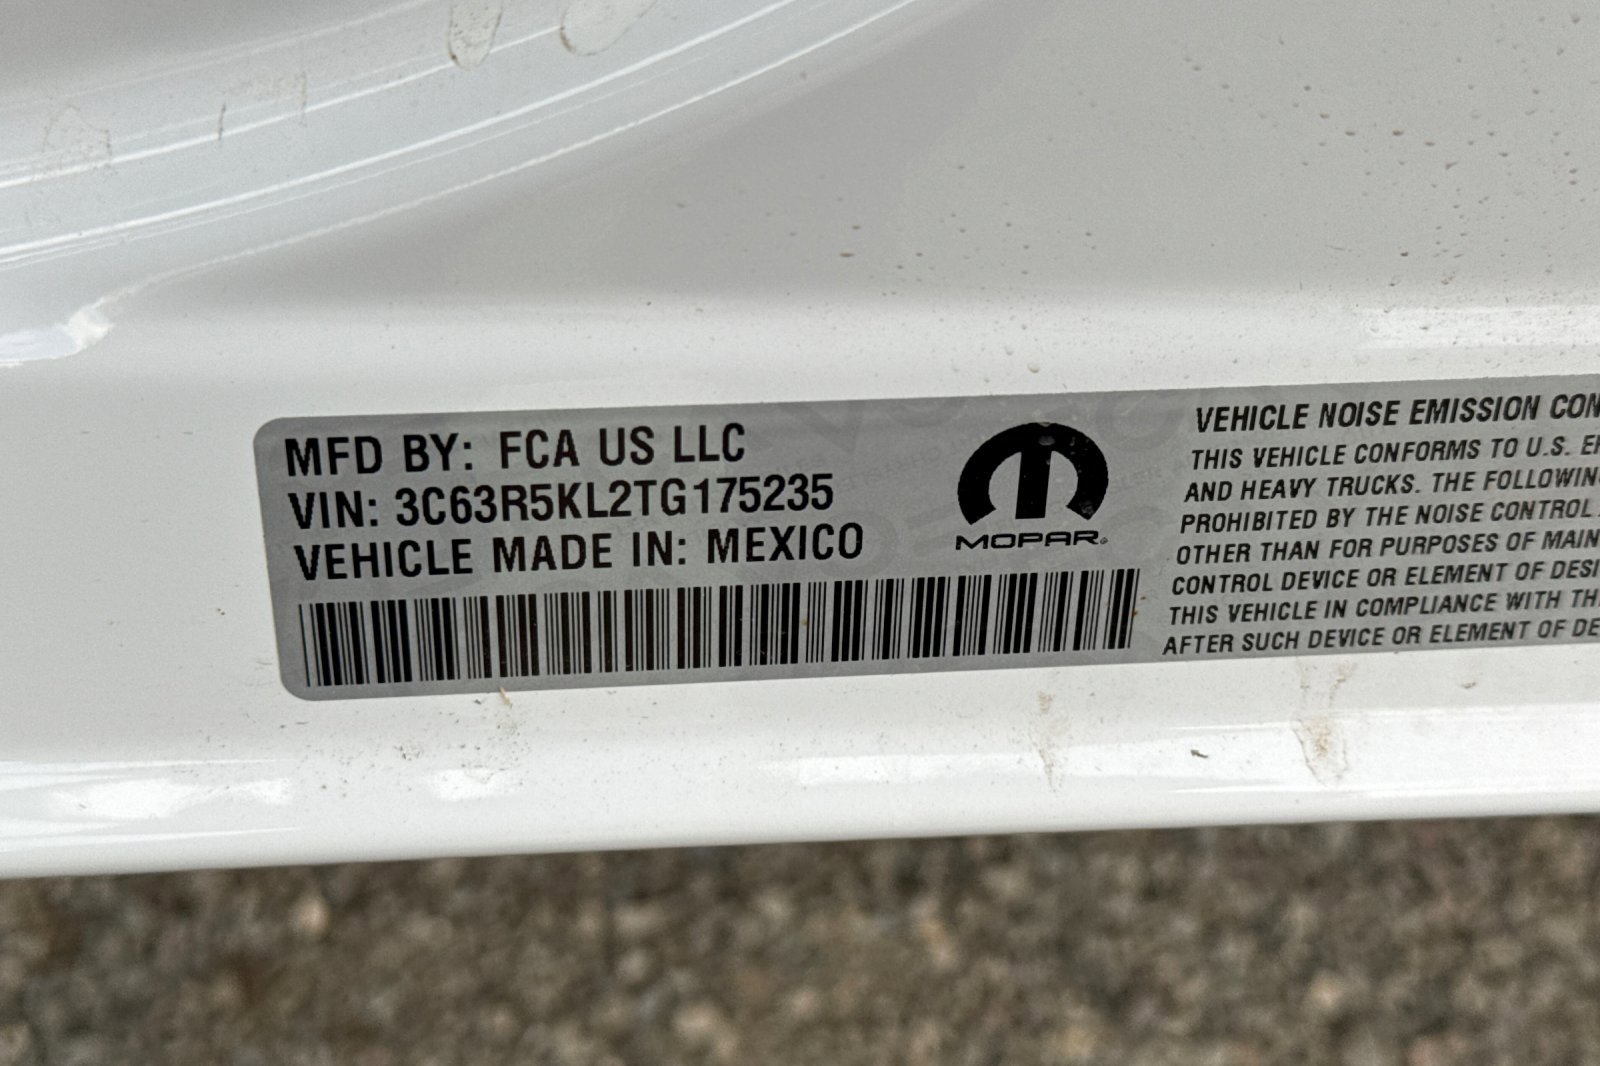 MFD BY: FCA US LLC
VIN: 3C63R5KL2TG175235
VEHICLE MADE IN: MEXICO
MOPAR
VEHICLE NOISE EMISSION
THIS VEHICLE CONFORMS TO U.S.
AND HEAVY TRUCKS. THE
PROHIBITED BY THE NOISE CONTROL
OTHER THAN FOR PURPOSES OF
CONTROL DEVICE OR ELEMENT OF
THIS VEHICLE IN COMPLIANCE WITH
AFTER SUCH DEVICE OR ELEMENT OF